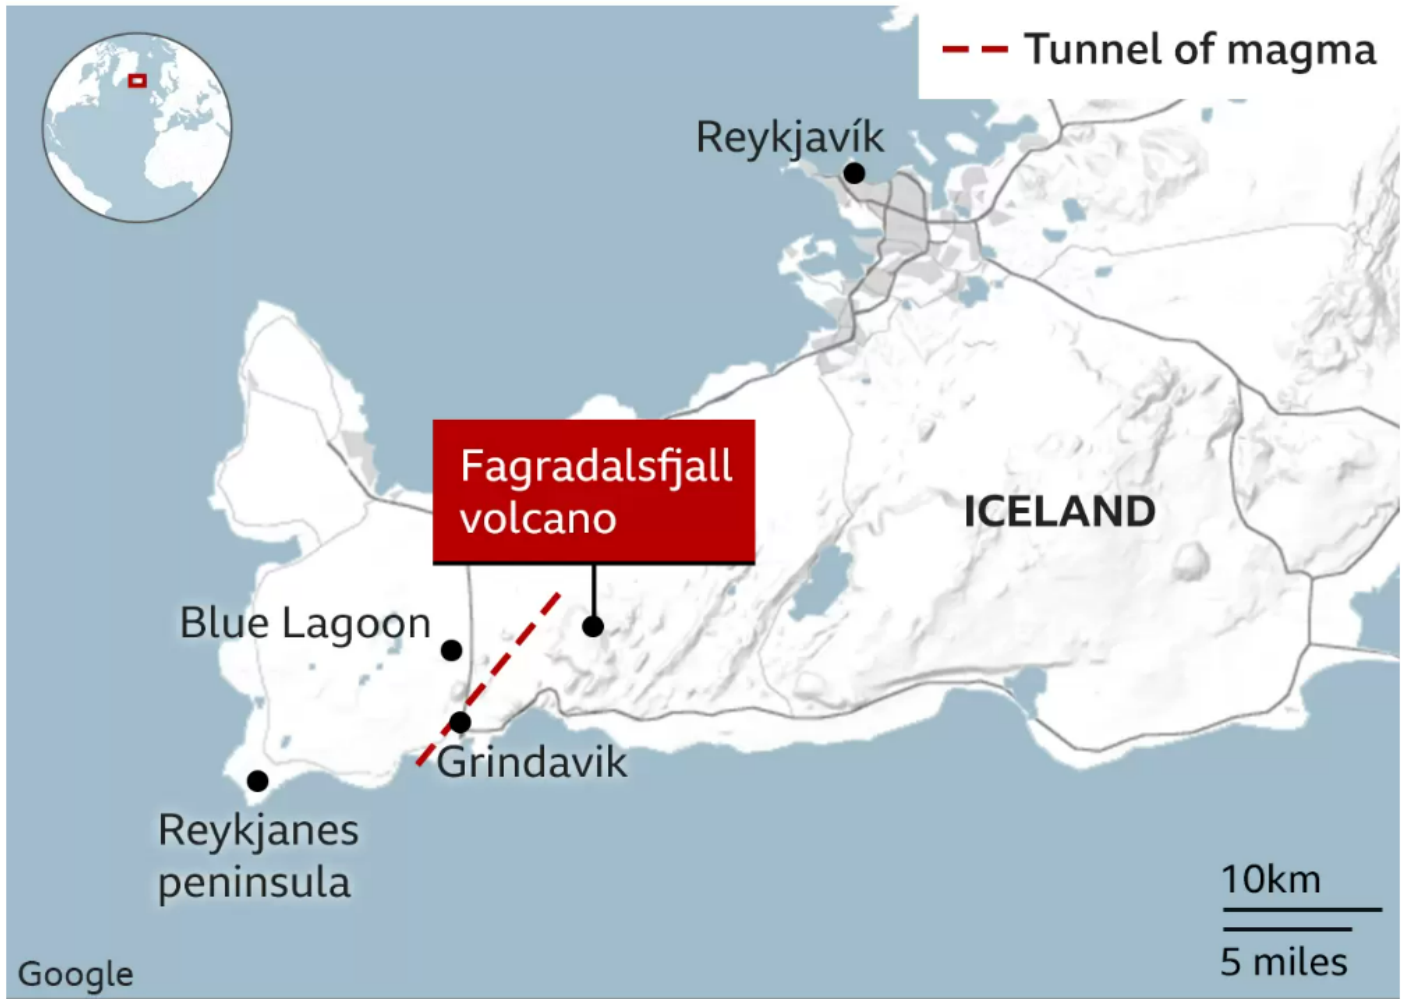 Tunnel of magma
Reykjavík
Fagradalsfjall
volcano
ICELAND
Blue Lagoon
Grindavik
Reykjanes
peninsula
10km
5 miles
Google